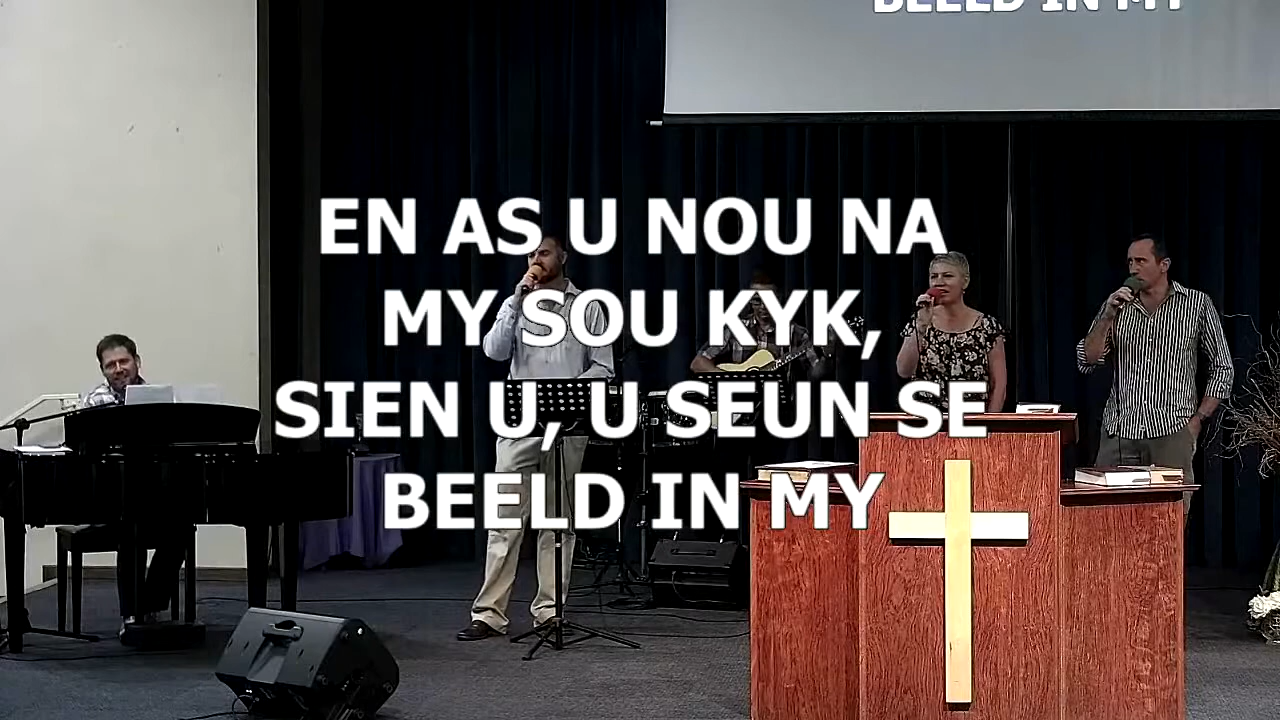 BEELD IN MY
EN AS U NOU NA
MY SOU KYK,
SIEN U, U SEUN SE
BEELD IN MY